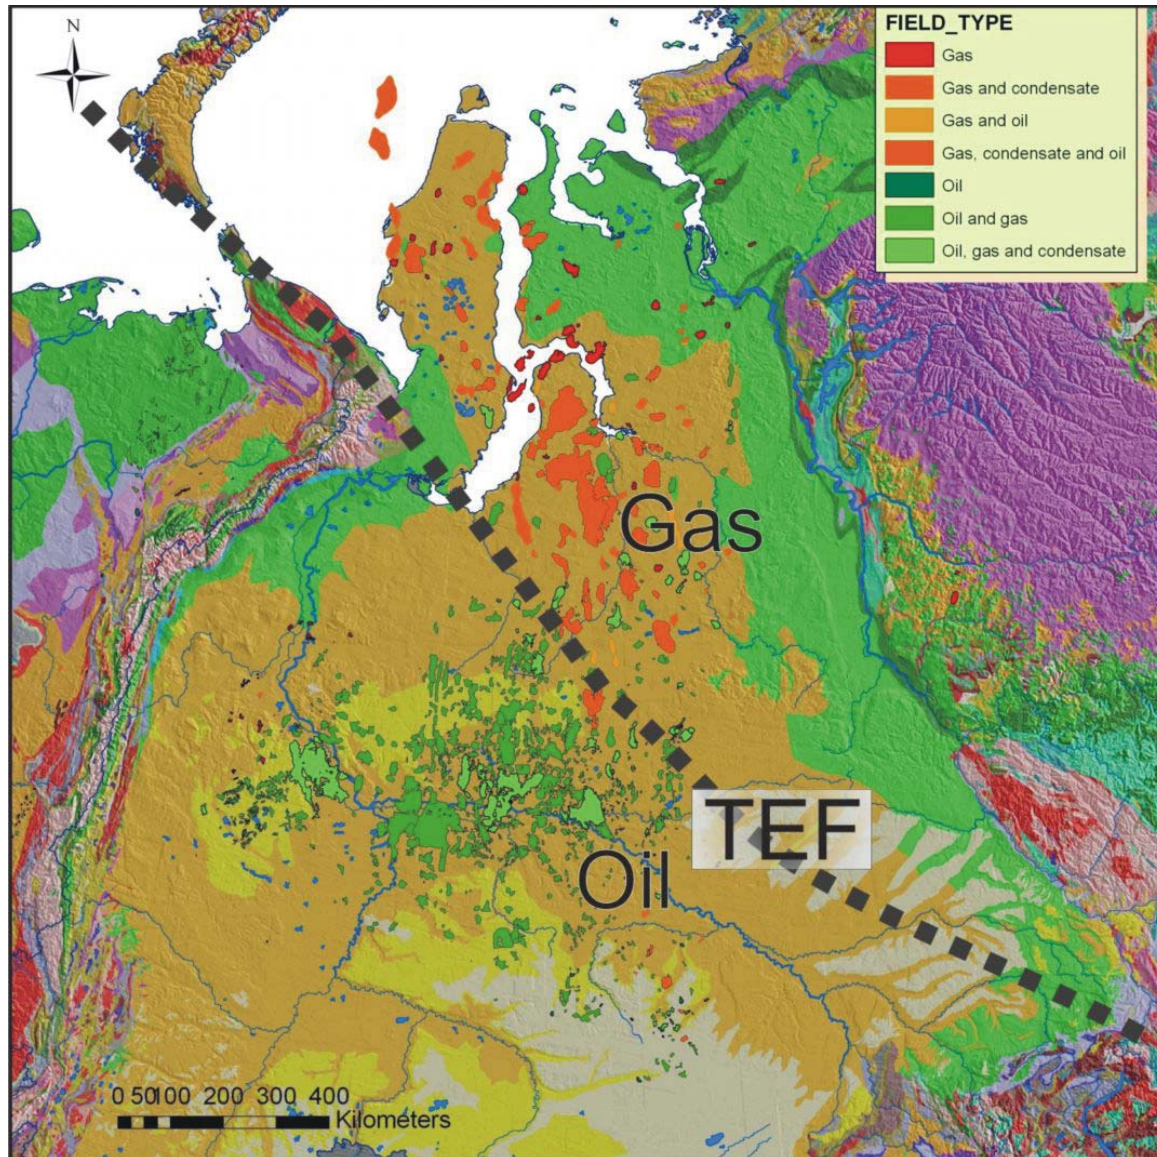 N
FIELD_TYPE
Gas
Gas and condensate
Gas and oil
Gas, condensate and oil
Oil
Oil and gas
Oil, gas and condensate
Gas
TEF
Oil
0 50100 200 300 400
Kilometers